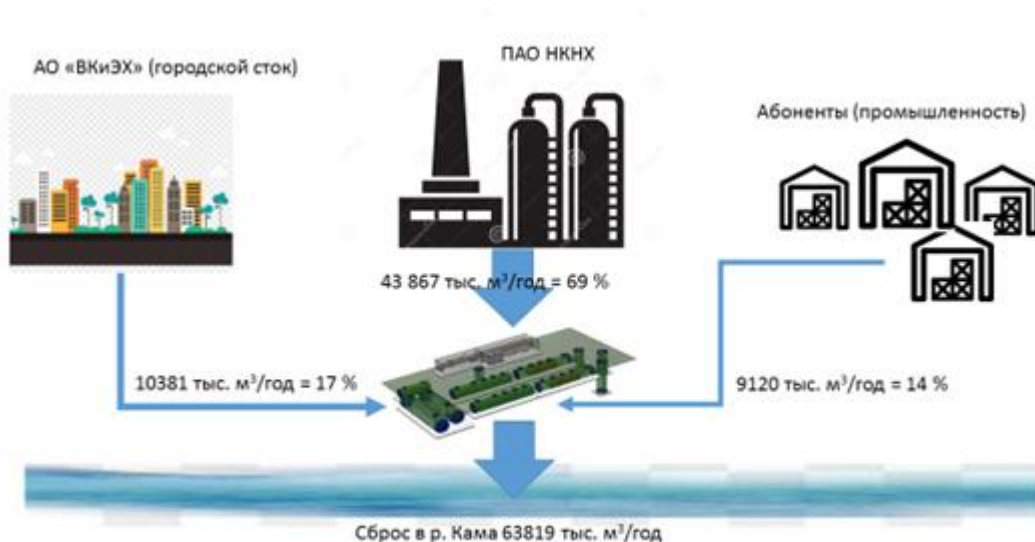 ПАО НКНХ
АО «ВКиЭХ» (городской сток)
Абоненты (промышленность)
43 867 тыс. м³/год = 69 %
10381 тыс. м³/год = 17 %
9120 тыс. м³/год = 14 %
Сброс в р. Кама 63819 тыс. м³/год